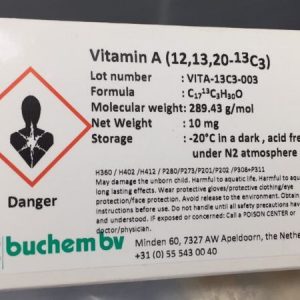 Vitamin A (12,13,20-¹³C₃)
Lot number : VITA-13C3-003
Formula : C₁₇¹³C₃H₃₀O
Molecular weight: 289.43 g/mol
Net Weight : 10 mg
Storage : -20°C in a dark , acid fre
under N2 atmosphere
Danger
H360 / H402 / H412 / P280/P273/P201/P202 / P308+P311
May damage the unborn child. Harmful to aquatic life. Harmful to aquatic
long lasting effects. Wear protective gloves/protective clothing/eye
protection/face protection. Avoid release to the environment. Obtain
instructions before use. Do not handle until all safety precautions have
and understood. IF exposed or concerned: Call a POISON CENTER or
doctor/physician.
buchem bv
Minden 60, 7327 AW Apeldoorn, the Nethe
+31 (0) 55 543 00 40